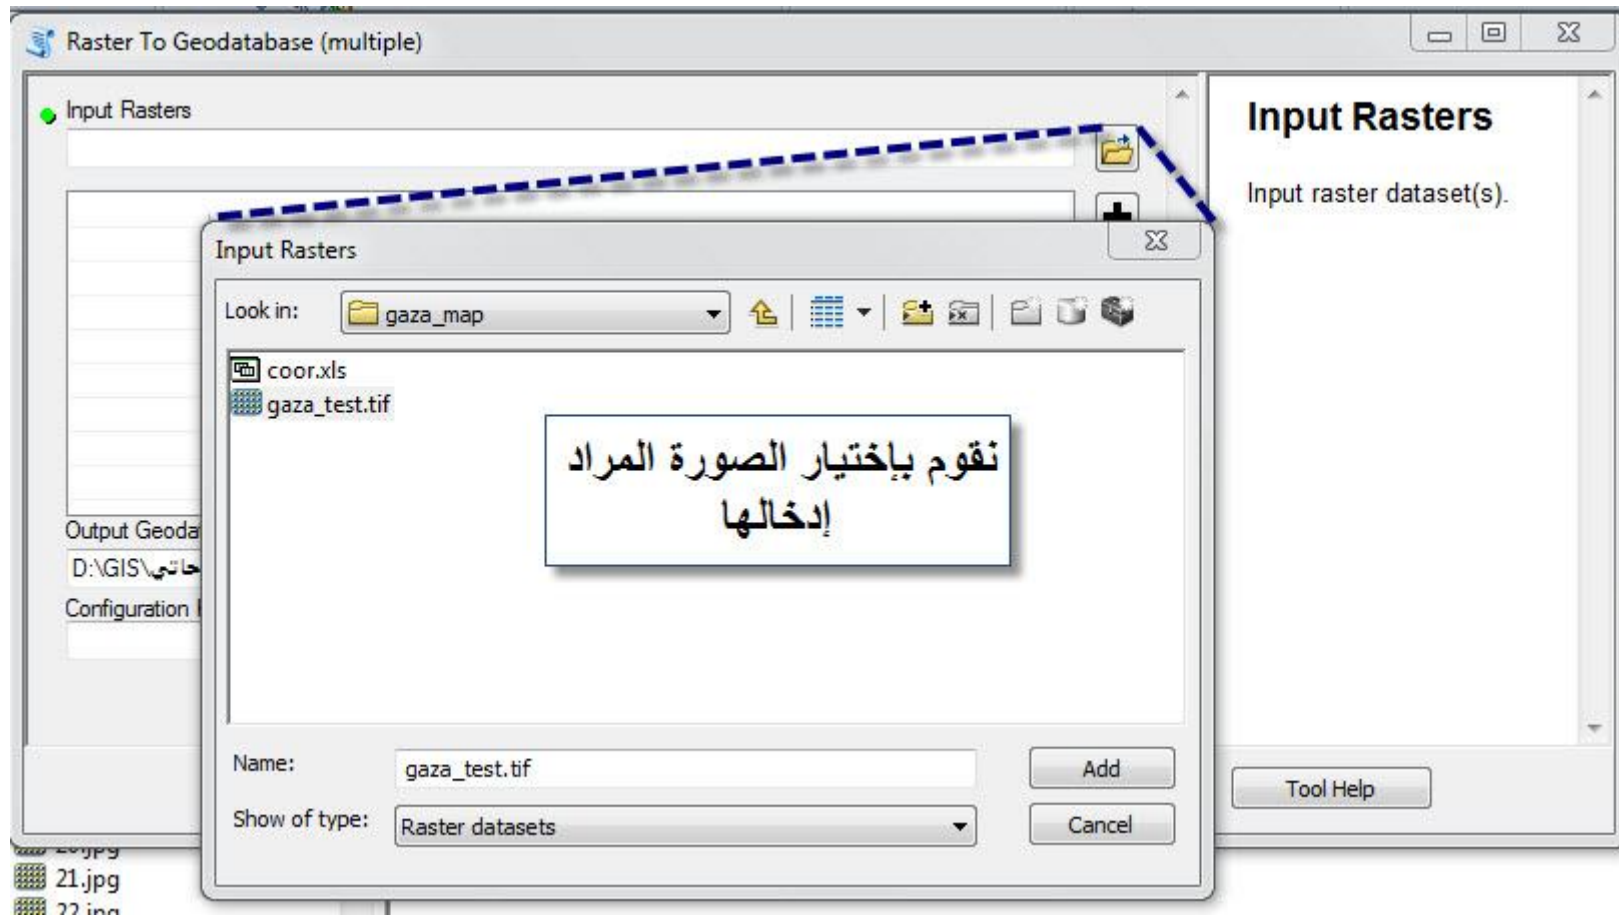 Raster To Geodatabase (multiple)
Input Rasters
Input Rasters
Input raster dataset(s).
Input Rasters
Look in:
gaza_map
coor.xls
gaza_test.tif
نقوم بإختيار الصورة المراد
إدخالها
Output Geoda
D:\GIS\حاتي
Configuration
Name:
gaza_test.tif
Add
Show of type:
Raster datasets
Cancel
Tool Help
21.jpg